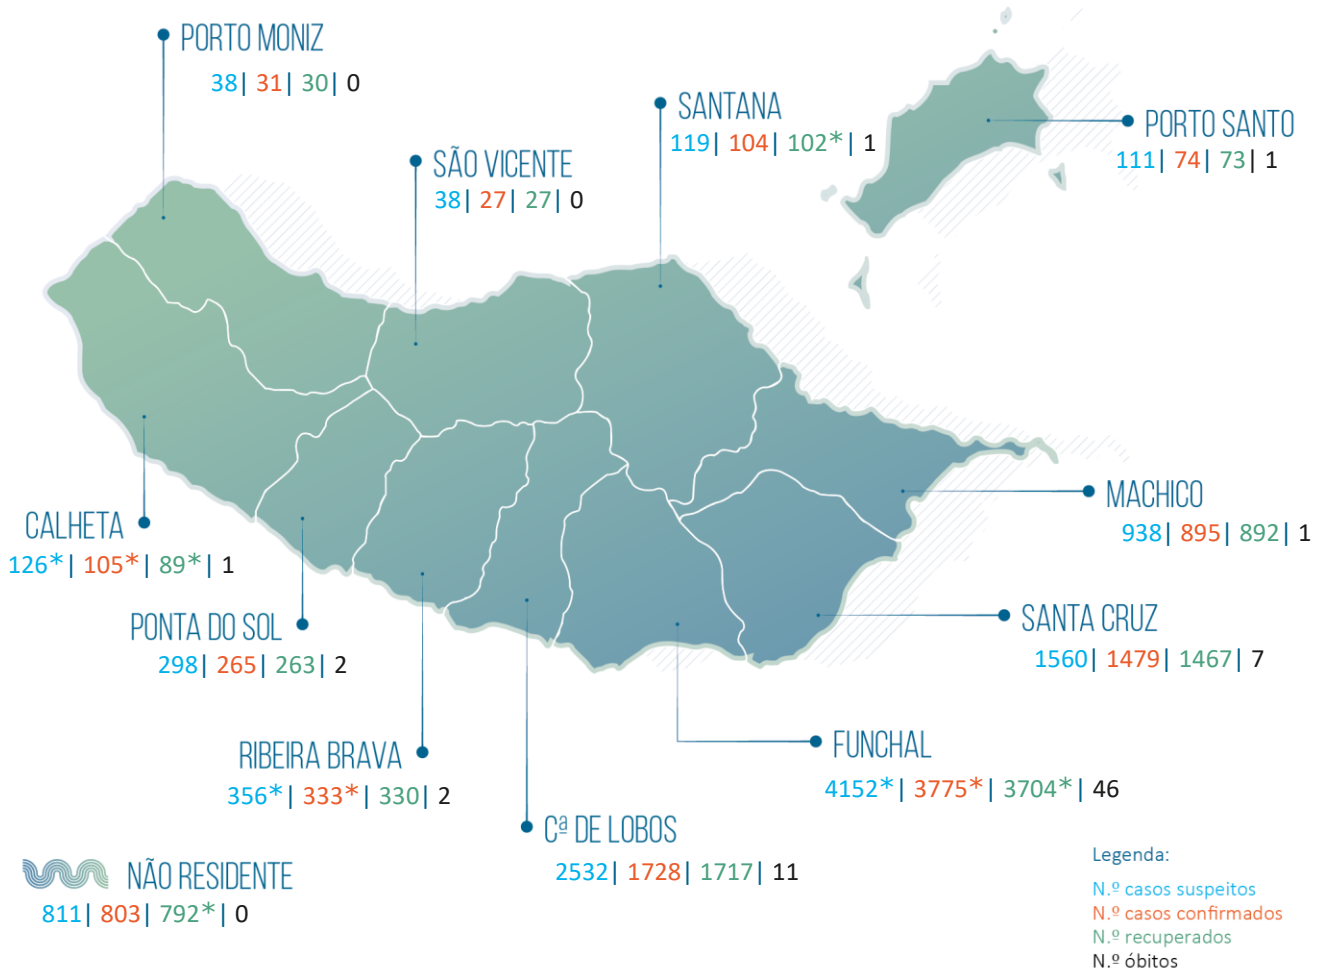 PORTO MONIZ
38| 31| 30| 0
SANTANA
119| 104| 102*| 1
PORTO SANTO
111| 74| 73| 1
SÃO VICENTE
38| 27| 27| 0
MACHICO
938| 895| 892| 1
CALHETA
126*| 105*| 89*| 1
SANTA CRUZ
1560| 1479| 1467| 7
PONTA DO SOL
298| 265| 263| 2
FUNCHAL
4152*| 3775*| 3704*| 46
RIBEIRA BRAVA
356*| 333*| 330| 2
Cª DE LOBOS
2532| 1728| 1717| 11
NÃO RESIDENTE
811| 803| 792*| 0
Legenda:
N.º casos suspeitos
N.º casos confirmados
N.º recuperados
N.º óbitos